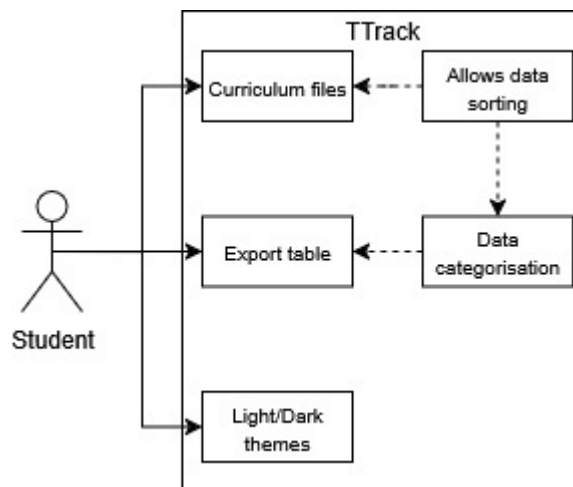 TTrack
Curriculum files
Allows data
sorting
Export table
Data
categorisation
Student
Light/Dark
themes